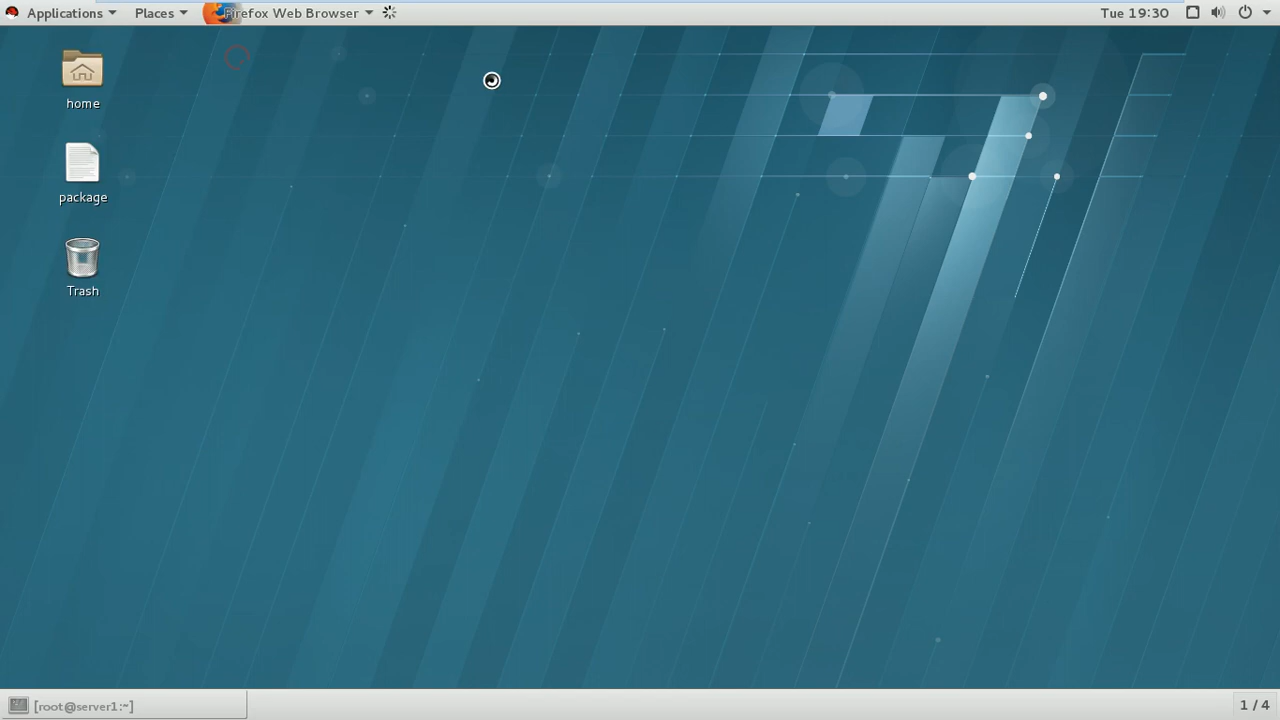 Applications Places Firefox Web Browser Tue 19:30
home
package
Trash
[root@server1:~] 1 / 4